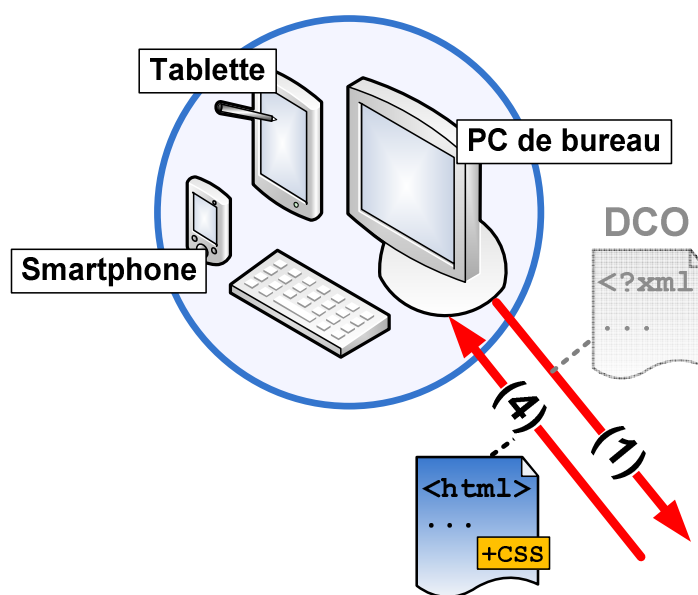 Tablette
PC de bureau
DCO
<?xml
...
Smartphone
(4)
(1)
<html>
...
+CSS